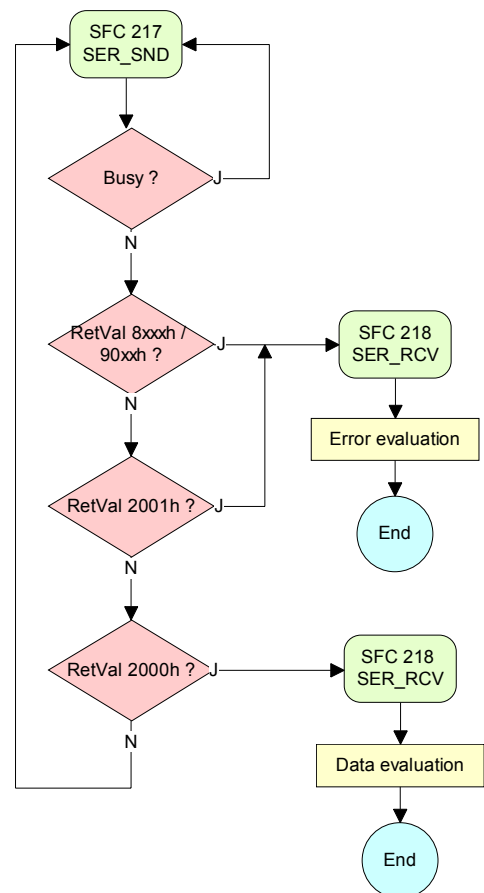 SFC 217
SER_SND
Busy ?
J
N
RetVal 8xxxh /
90xxh ?
J
SFC 218
SER_RCV
N
Error evaluation
RetVal 2001h ?
J
End
N
RetVal 2000h ?
J
SFC 218
SER_RCV
N
Data evaluation
End